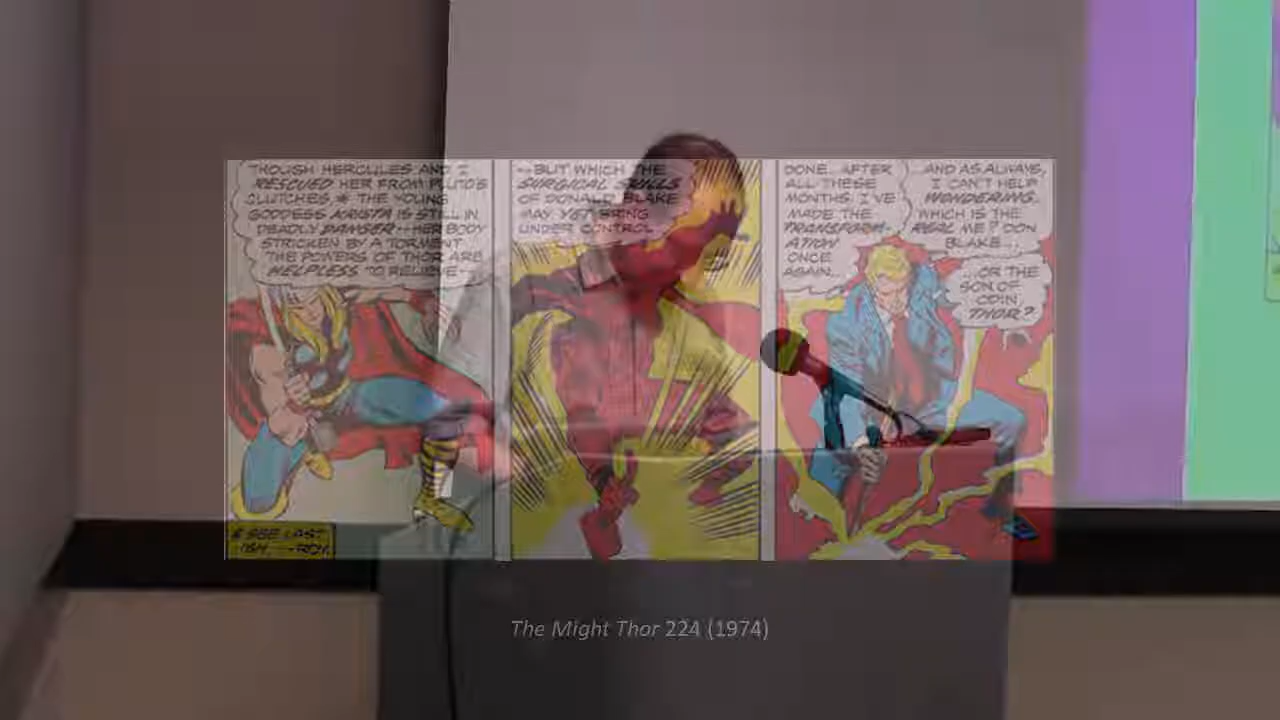 THOUGH HERCULES AND I
RESCUED HER FROM PLUTO'S
CLUTCHES, * THE YOUNG
GODDESS KRISTA IS STILL IN
DEADLY DANGER--HER BODY
STRICKEN BY A TORMENT
THE POWERS OF THOR ARE
HELPLESS TO RELIEVE--
* SEE LAST
ISH. --ROY.
--BUT WHICH THE
SURGICAL SKILLS
OF DONALD BLAKE
MAY YET BRING
UNDER CONTROL.
DONE. AFTER
ALL THESE
MONTHS, I'VE
MADE THE
TRANSFORM-
ATION
ONCE
AGAIN...
AND AS ALWAYS,
I CAN'T HELP
WONDERING.
WHICH IS THE
REAL ME? DON
BLAKE...
...OR THE
SON OF
ODIN
THOR?
The Might Thor 224 (1974)